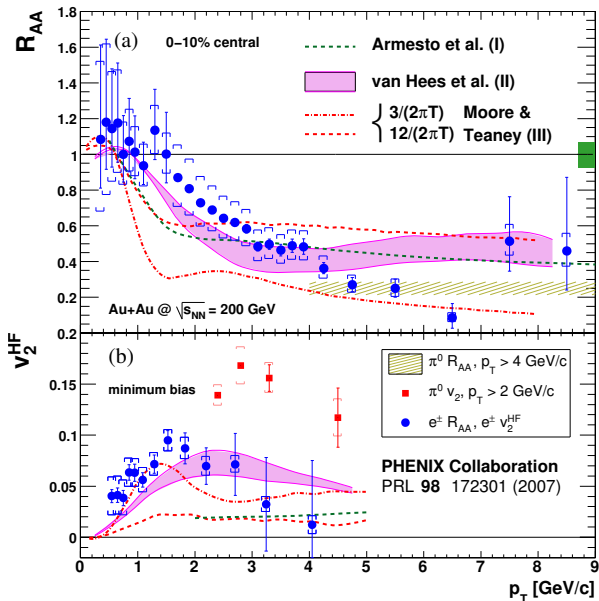 R_AA
1.8
1.6
1.4
1.2
1
0.8
0.6
0.4
0.2
(a)
0-10% central
Armesto et al. (I)
van Hees et al. (II)
3/(2πT) Moore &
12/(2πT) Teaney (III)
Au+Au @ √s_NN = 200 GeV
v_2^HF
0.2
0.15
0.1
0.05
0
(b)
minimum bias
π⁰ R_AA, p_T > 4 GeV/c
π⁰ v_2, p_T > 2 GeV/c
e± R_AA, e± v_2^HF
PHENIX Collaboration
PRL 98 172301 (2007)
0 1 2 3 4 5 6 7 8 9
p_T [GeV/c]